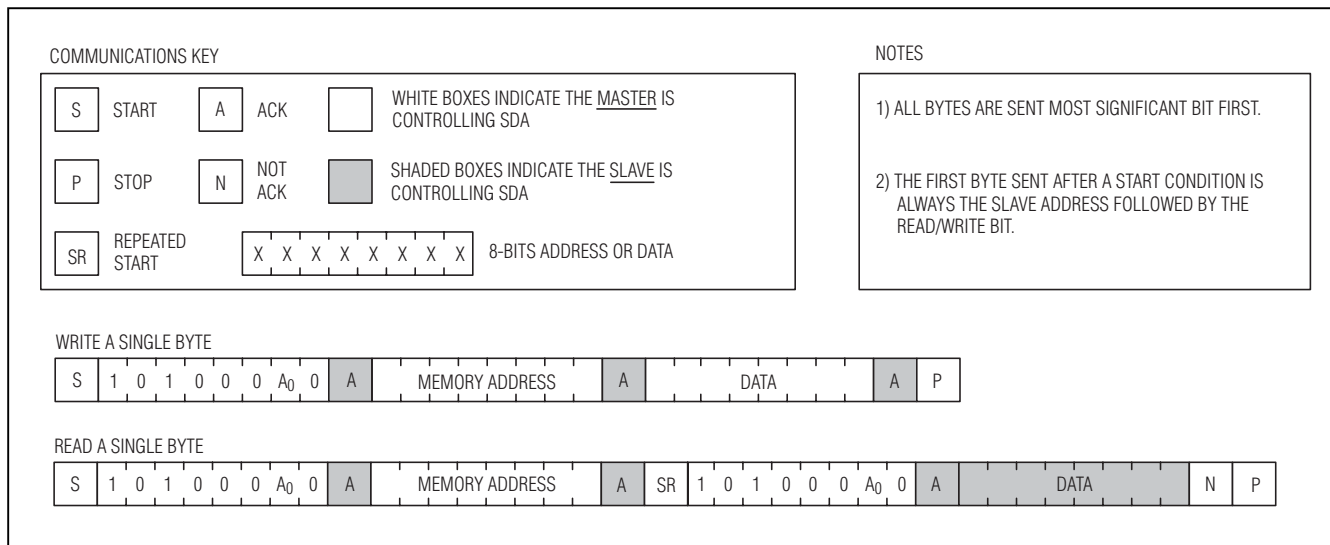 COMMUNICATIONS KEY
S START A ACK WHITE BOXES INDICATE THE MASTER IS
CONTROLLING SDA
P STOP N NOT
ACK SHADED BOXES INDICATE THE SLAVE IS
CONTROLLING SDA
SR REPEATED
START X X X X X X X X 8-BITS ADDRESS OR DATA
NOTES
1) ALL BYTES ARE SENT MOST SIGNIFICANT BIT FIRST.
2) THE FIRST BYTE SENT AFTER A START CONDITION IS
ALWAYS THE SLAVE ADDRESS FOLLOWED BY THE
READ/WRITE BIT.
WRITE A SINGLE BYTE
S 1 0 1 0 0 0 A0 0 A MEMORY ADDRESS A DATA A P
READ A SINGLE BYTE
S 1 0 1 0 0 0 A0 0 A MEMORY ADDRESS A SR 1 0 1 0 0 0 A0 0 A DATA N P